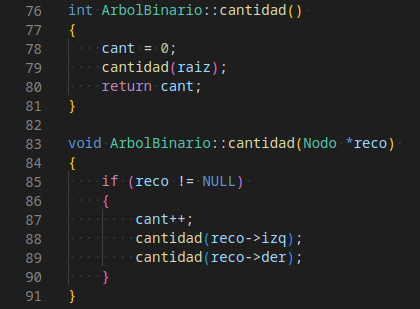 76 int ArbolBinario::cantidad()
77 {
78     cant = 0;
79     cantidad(raiz);
80     return cant;
81 }
82
83 void ArbolBinario::cantidad(Nodo *reco)
84 {
85     if (reco != NULL)
86     {
87         cant++;
88         cantidad(reco->izq);
89         cantidad(reco->der);
90     }
91 }